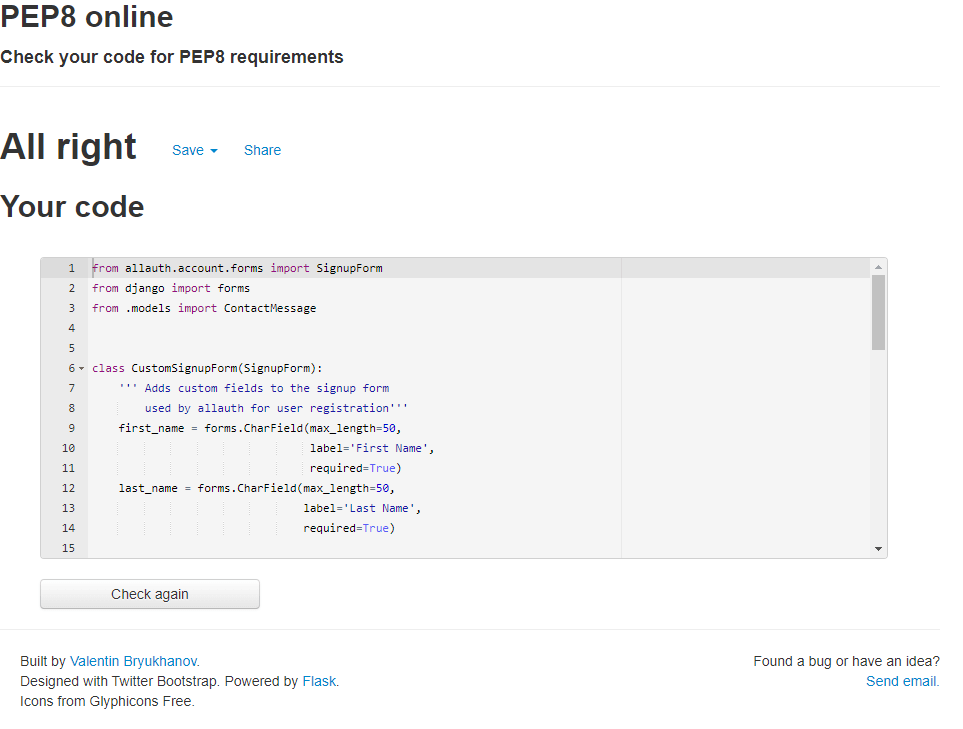 PEP8 online
Check your code for PEP8 requirements
All right Save Share
Your code
1 from allauth.account.forms import SignupForm
2 from django import forms
3 from .models import ContactMessage
4
5
6 class CustomSignupForm(SignupForm):
7     ''' Adds custom fields to the signup form
8         used by allauth for user registration'''
9     first_name = forms.CharField(max_length=50,
10                                  label='First Name',
11                                  required=True)
12     last_name = forms.CharField(max_length=50,
13                                 label='Last Name',
14                                 required=True)
15
Check again
Built by Valentin Bryukhanov. Found a bug or have an idea?
Designed with Twitter Bootstrap. Powered by Flask. Send email.
Icons from Glyphicons Free.